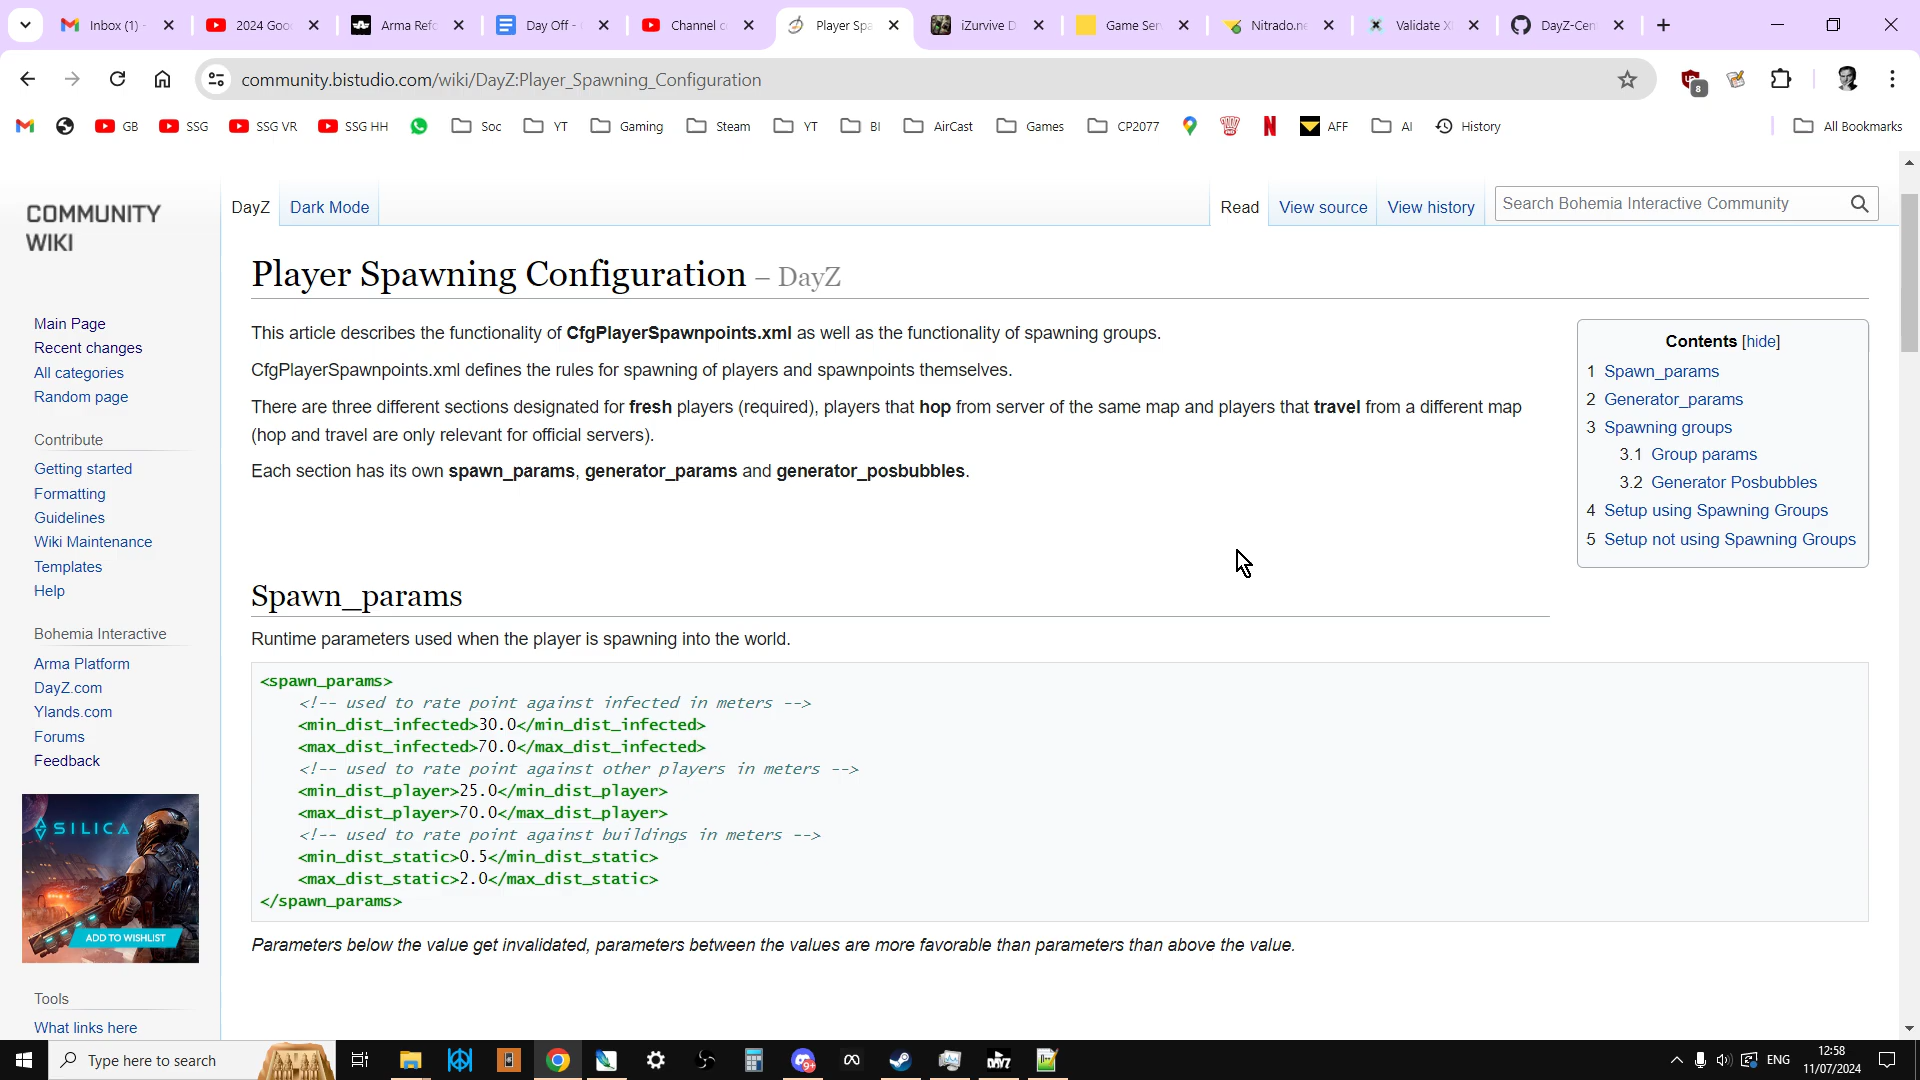 Inbox (1) -
2024 Goo
Arma Refo
Day Off -
Channel c
Player Spa
iZurvive D
Game Serv
Nitrado.ne
Validate X
DayZ-Cen
community.bistudio.com/wiki/DayZ:Player_Spawning_Configuration
8
GB
SSG
SSG VR
SSG HH
Soc
YT
Gaming
Steam
YT
BI
AirCast
Games
CP2077
AFF
AI
History
All Bookmarks
COMMUNITY
WIKI
DayZ
Dark Mode
Read
View source
View history
Search Bohemia Interactive Community
Main Page
Recent changes
All categories
Random page
Contribute
Getting started
Formatting
Guidelines
Wiki Maintenance
Templates
Help
Bohemia Interactive
Arma Platform
DayZ.com
Ylands.com
Forums
Feedback
SILICA
ADD TO WISHLIST
Tools
What links here
Player Spawning Configuration – DayZ
This article describes the functionality of CfgPlayerSpawnpoints.xml as well as the functionality of spawning groups.
CfgPlayerSpawnpoints.xml defines the rules for spawning of players and spawnpoints themselves.
There are three different sections designated for fresh players (required), players that hop from server of the same map and players that travel from a different map
(hop and travel are only relevant for official servers).
Each section has its own spawn_params, generator_params and generator_posbubbles.
Contents [hide]
1 Spawn_params
2 Generator_params
3 Spawning groups
3.1 Group params
3.2 Generator Posbubbles
4 Setup using Spawning Groups
5 Setup not using Spawning Groups
Spawn_params
Runtime parameters used when the player is spawning into the world.
<spawn_params>
<!-- used to rate point against infected in meters -->
<min_dist_infected>30.0</min_dist_infected>
<max_dist_infected>70.0</max_dist_infected>
<!-- used to rate point against other players in meters -->
<min_dist_player>25.0</min_dist_player>
<max_dist_player>70.0</max_dist_player>
<!-- used to rate point against buildings in meters -->
<min_dist_static>0.5</min_dist_static>
<max_dist_static>2.0</max_dist_static>
</spawn_params>
Parameters below the value get invalidated, parameters between the values are more favorable than parameters than above the value.
Type here to search
9+
DAYZ
ENG
12:58
11/07/2024